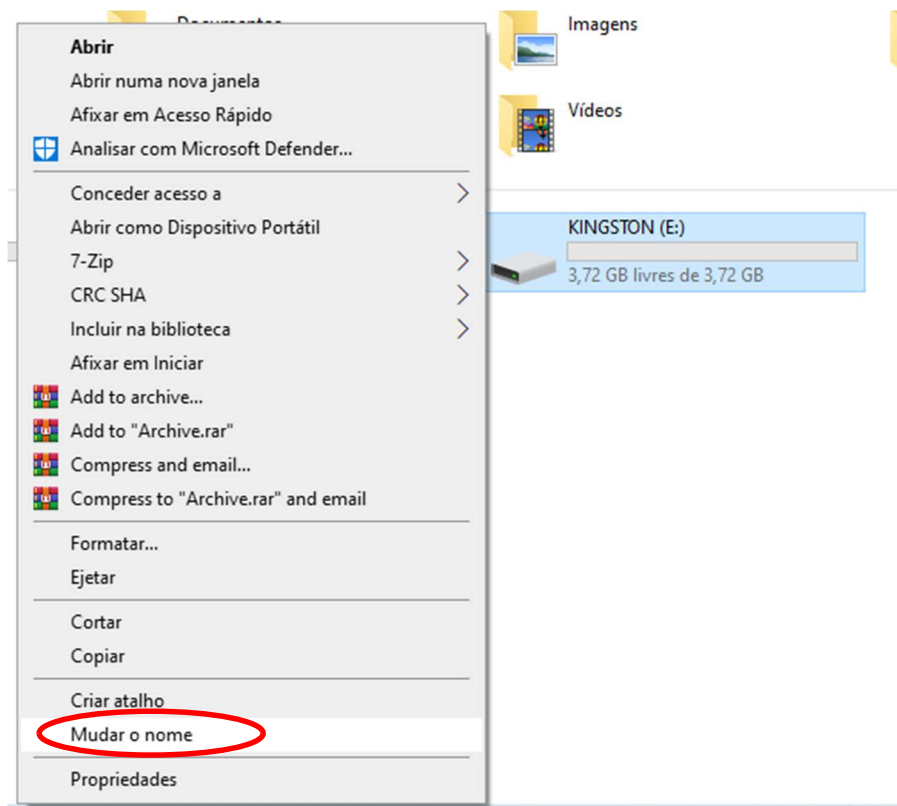 Abrir
Abrir numa nova janela
Afixar em Acesso Rápido
Analisar com Microsoft Defender...
Conceder acesso a
Abrir como Dispositivo Portátil
7-Zip
CRC SHA
Incluir na biblioteca
Afixar em Iniciar
Add to archive...
Add to "Archive.rar"
Compress and email...
Compress to "Archive.rar" and email
Formatar...
Ejetar
Cortar
Copiar
Criar atalho
Mudar o nome
Propriedades
Imagens
Vídeos
KINGSTON (E:)
3,72 GB livres de 3,72 GB